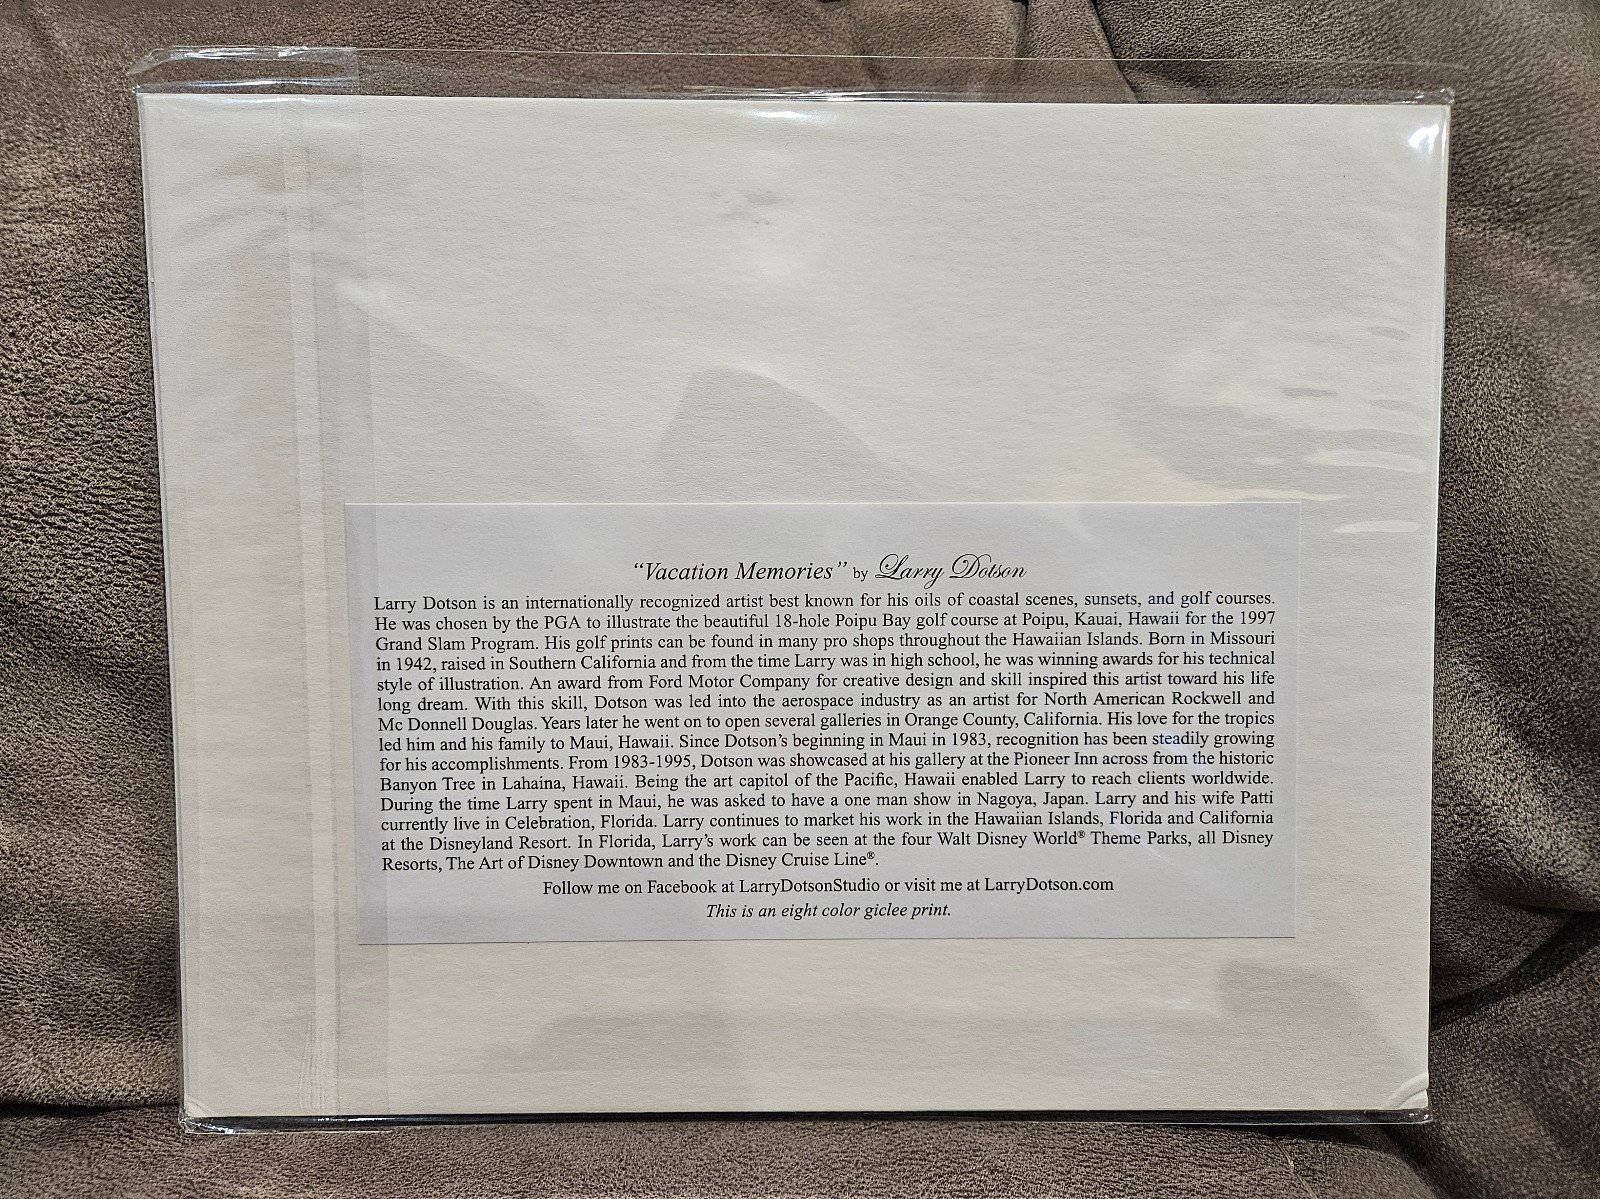 “Vacation Memories” by Larry Dotson
Larry Dotson is an internationally recognized artist best known for his oils of coastal scenes, sunsets, and golf courses.
He was chosen by the PGA to illustrate the beautiful 18-hole Poipu Bay golf course at Poipu, Kauai, Hawaii for the 1997
Grand Slam Program. His golf prints can be found in many pro shops throughout the Hawaiian Islands. Born in Missouri
in 1942, raised in Southern California and from the time Larry was in high school, he was winning awards for his technical
style of illustration. An award from Ford Motor Company for creative design and skill inspired this artist toward his life
long dream. With this skill, Dotson was led into the aerospace industry as an artist for North American Rockwell and
Mc Donnell Douglas. Years later he went on to open several galleries in Orange County, California. His love for the tropics
led him and his family to Maui, Hawaii. Since Dotson’s beginning in Maui in 1983, recognition has been steadily growing
for his accomplishments. From 1983-1995, Dotson was showcased at his gallery at the Pioneer Inn across from the historic
Banyon Tree in Lahaina, Hawaii. Being the art capitol of the Pacific, Hawaii enabled Larry to reach clients worldwide.
During the time Larry spent in Maui, he was asked to have a one man show in Nagoya, Japan. Larry and his wife Patti
currently live in Celebration, Florida. Larry continues to market his work in the Hawaiian Islands, Florida and California
at the Disneyland Resort. In Florida, Larry’s work can be seen at the four Walt Disney World® Theme Parks, all Disney
Resorts, The Art of Disney Downtown and the Disney Cruise Line®.
Follow me on Facebook at LarryDotsonStudio or visit me at LarryDotson.com
This is an eight color giclee print.